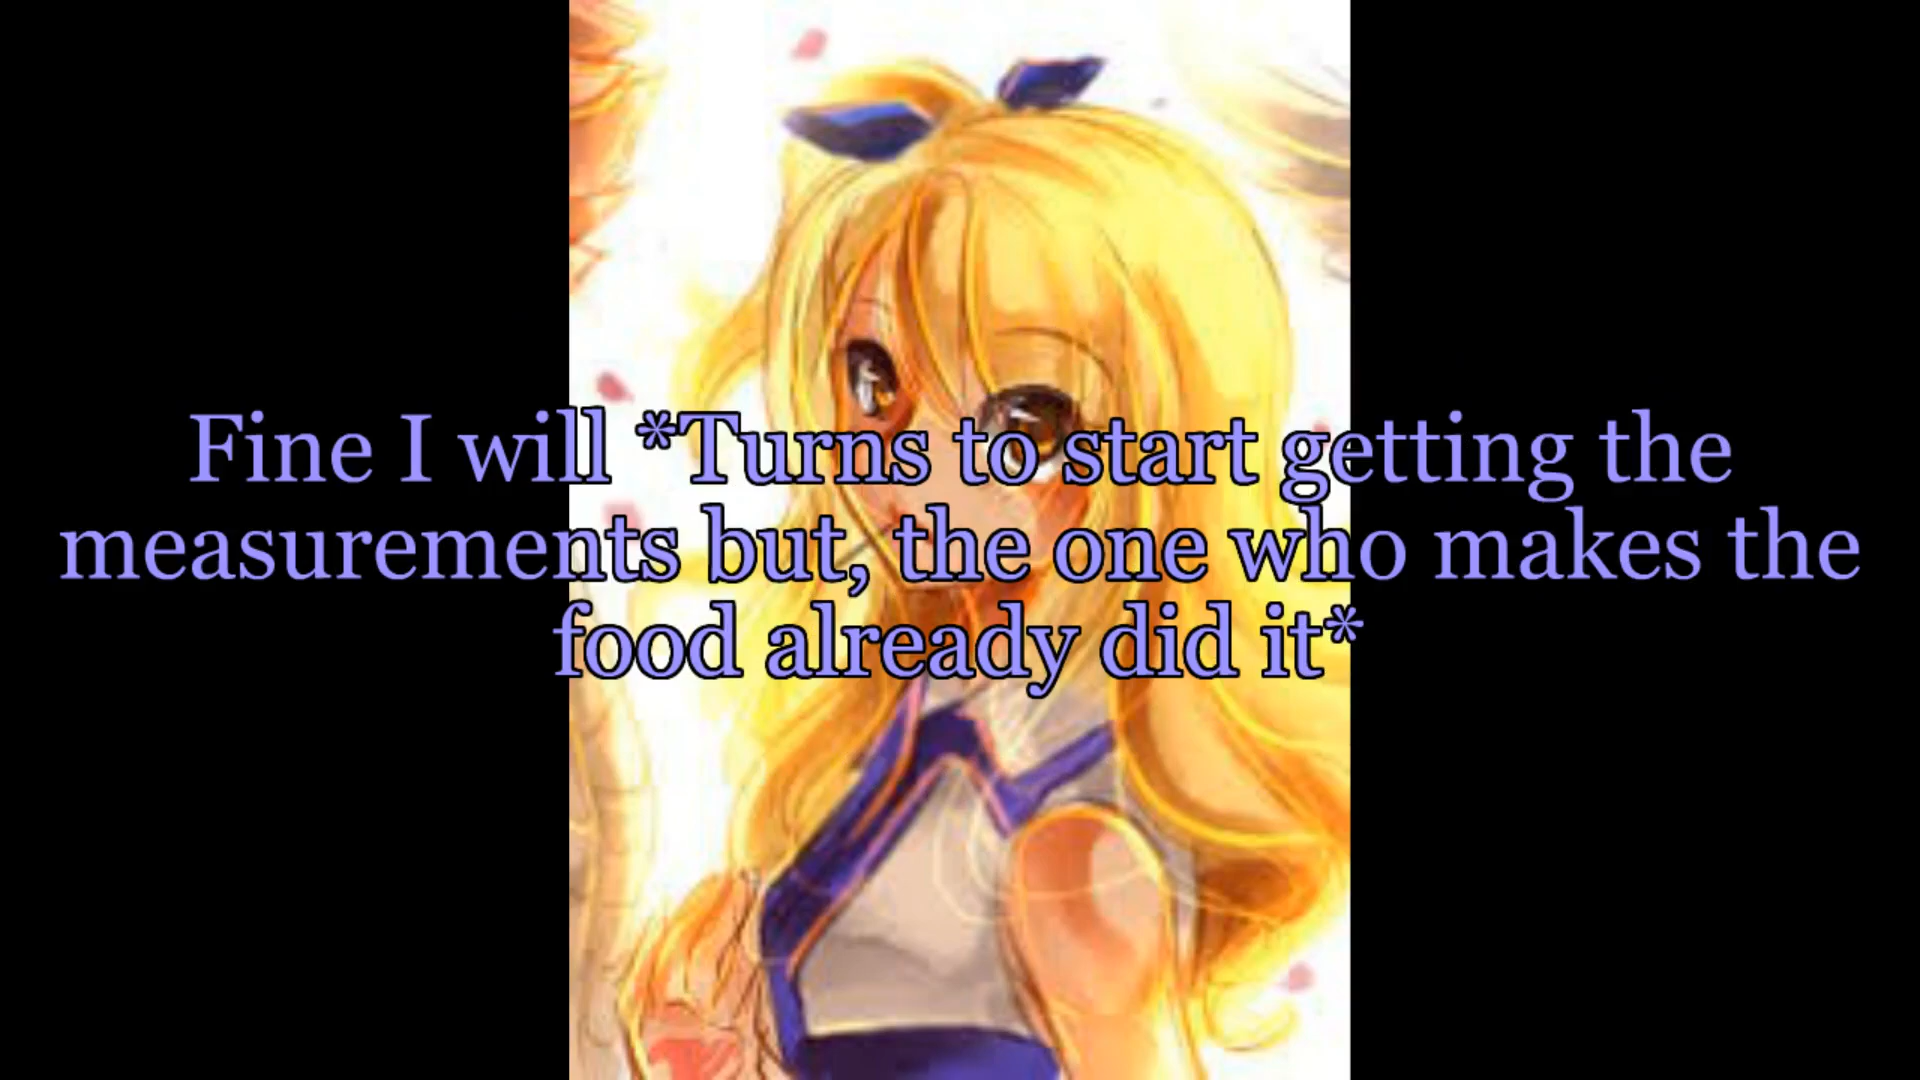 Fine I will *Turns to start getting the
measurements but, the one who makes the
food already did it*